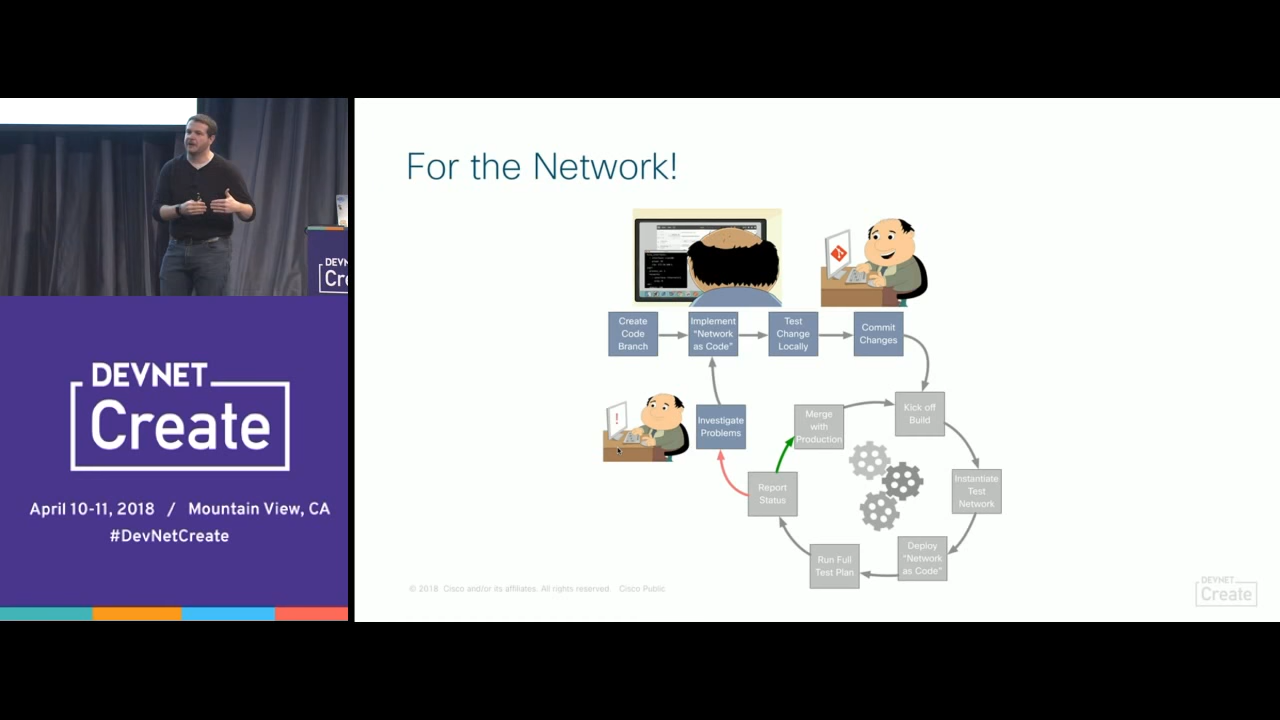 For the Network!
Create
Code
Branch
Implement
"Network
as Code"
Test
Change
Locally
Commit
Changes
Investigate
Problems
Merge
with
Production
Kick off
Build
Report
Status
Instantiate
Test
Network
Run Full
Test Plan
Deploy
"Network
as Code"
© 2018 Cisco and/or its affiliates. All rights reserved. Cisco Public
DEVNET
Create
DEVNET
Create
April 10-11, 2018 / Mountain View, CA
#DevNetCreate